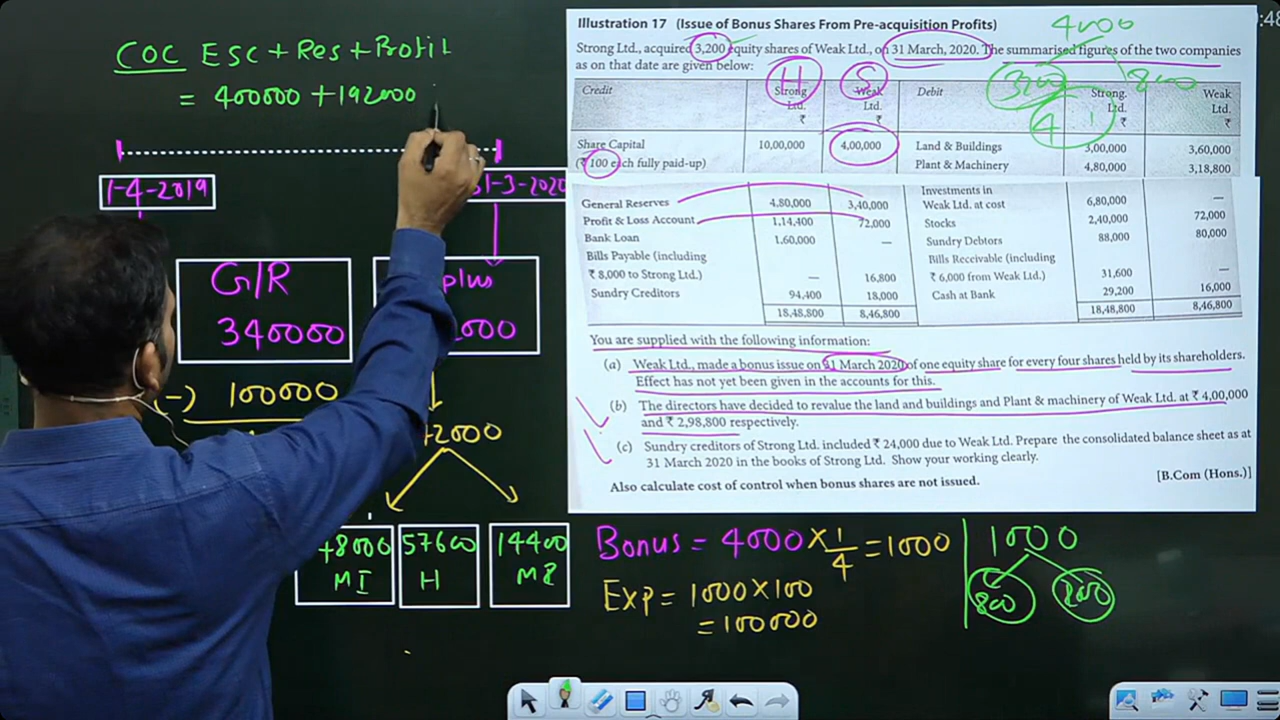 COC ESC + Res + Profit
= 400000 + 192000
1-4-2019
31-3-2020
G/R
340000
plus
000
(-) 100000
72000
48000
MI
57600
H
14400
MI
Illustration 17 (Issue of Bonus Shares From Pre-acquisition Profits)
4000
Strong Ltd., acquired 3,200 equity shares of Weak Ltd., on 31 March, 2020. The summarised figures of the two companies
as on that date are given below:
H S 3200 800
4 1
Credit Strong Ltd. ₹ Weak Ltd. ₹ Debit Strong. Ltd. ₹ Weak Ltd. ₹
Share Capital 10,00,000 4,00,000 Land & Buildings 3,00,000 3,60,000
(₹ 100 each fully paid-up) Plant & Machinery 4,80,000 3,18,800
General Reserves 4,80,000 3,40,000 Investments in
Weak Ltd. at cost 6,80,000 —
Profit & Loss Account 1,14,400 72,000 Stocks 2,40,000 72,000
Bank Loan 1,60,000 — Sundry Debtors 88,000 80,000
Bills Payable (including Bills Receivable (including
₹ 8,000 to Strong Ltd.) — 16,800 ₹ 6,000 from Weak Ltd.) 31,600 —
Sundry Creditors 94,400 18,000 Cash at Bank 29,200 16,000
18,48,800 8,46,800 18,48,800 8,46,800
You are supplied with the following information:
(a) Weak Ltd., made a bonus issue on 31 March 2020 of one equity share for every four shares held by its shareholders.
Effect has not yet been given in the accounts for this.
(b) The directors have decided to revalue the land and buildings and Plant & machinery of Weak Ltd. at ₹ 4,00,000
and ₹ 2,98,800 respectively.
(c) Sundry creditors of Strong Ltd. included ₹ 24,000 due to Weak Ltd. Prepare the consolidated balance sheet as at
31 March 2020 in the books of Strong Ltd. Show your working clearly.
[B.Com (Hons.)]
Also calculate cost of control when bonus shares are not issued.
Bonus = 4000 × 1/4 = 1000
Exp = 1000 × 100
= 100000
1000
800 200